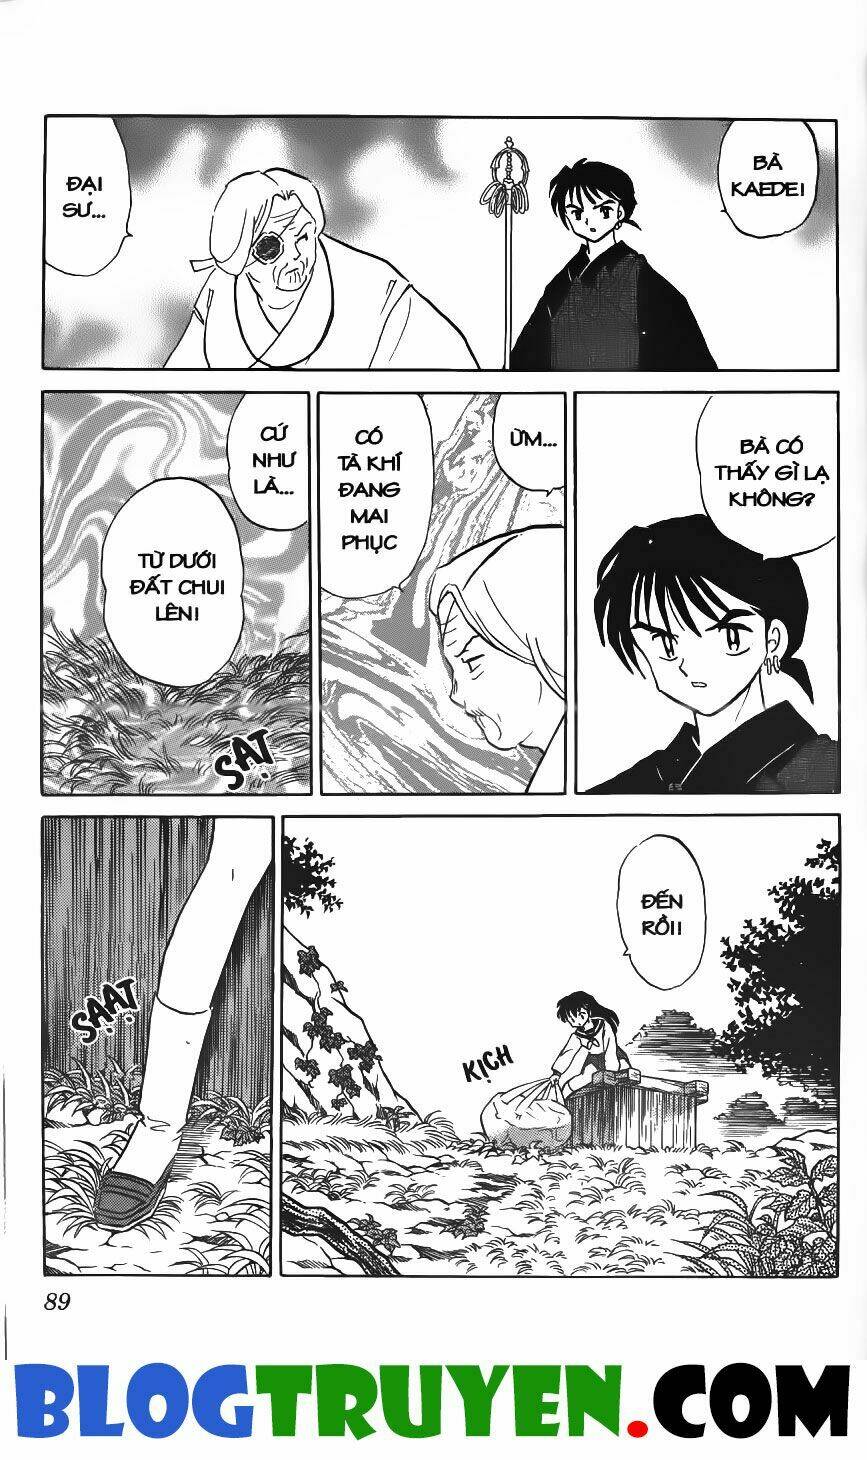 BÀ
KAEDE!
ĐẠI
SƯ...
BÀ CÓ
THẤY GÌ LẠ
KHÔNG?
ỪM...
CÓ
TÀ KHÍ
ĐANG
MAI
PHỤC
CỨ
NHƯ
LÀ...
TỪ DƯỚI
ĐẤT CHUI
LÊN!
SẠT
ĐẾN
RỒI!
KỊCH
SẠẠT
89
BLOGTRUYEN.COM